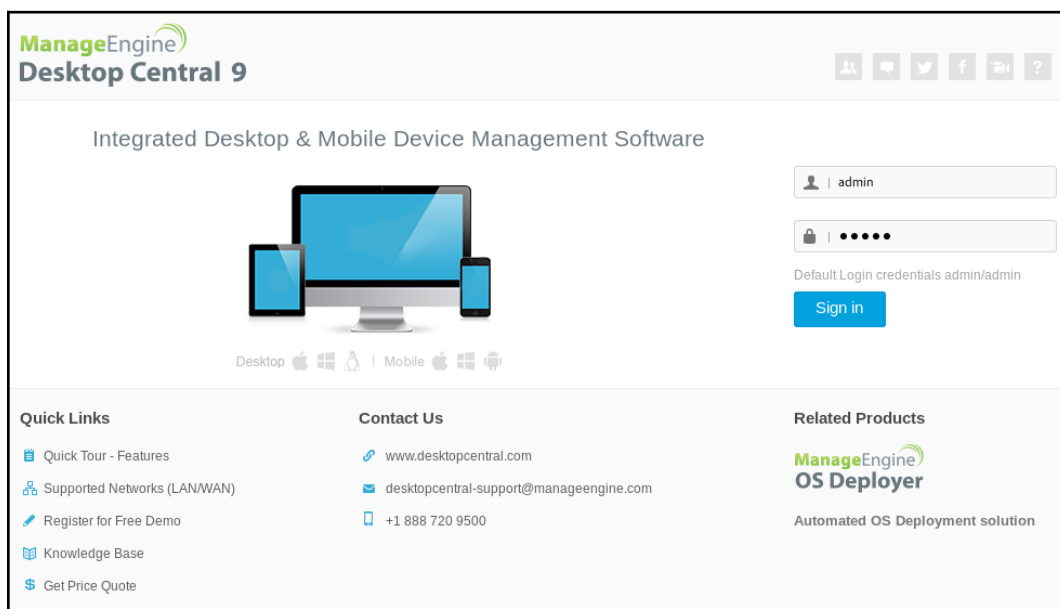 ManageEngine
Desktop Central 9
Integrated Desktop & Mobile Device Management Software
admin
•••••
Default Login credentials admin/admin
Sign in
Desktop | Mobile
Quick Links
Quick Tour - Features
Supported Networks (LAN/WAN)
Register for Free Demo
Knowledge Base
Get Price Quote
Contact Us
www.desktopcentral.com
desktopcentral-support@manageengine.com
+1 888 720 9500
Related Products
ManageEngine
OS Deployer
Automated OS Deployment solution